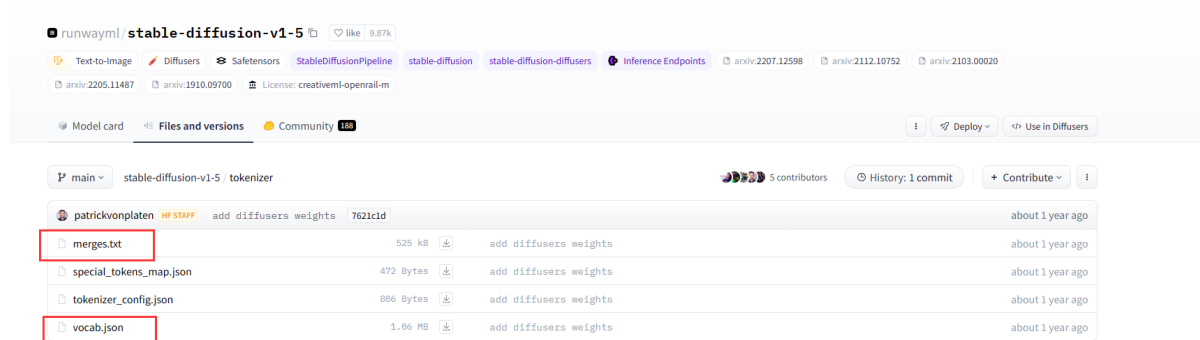 runwayml/stable-diffusion-v1-5 like 9.87k
Text-to-Image Diffusers Safetensors StableDiffusionPipeline stable-diffusion stable-diffusion-diffusers Inference Endpoints arxiv:2207.12598 arxiv:2112.10752 arxiv:2103.00020
arxiv:2205.11487 arxiv:1910.09700 License: creativeml-openrail-m
Model card Files and versions Community 188 Deploy Use in Diffusers
main stable-diffusion-v1-5 / tokenizer 5 contributors History: 1 commit + Contribute
patrickvonplaten HF STAFF add diffusers weights 7621c1d about 1 year ago
merges.txt 525 kB add diffusers weights about 1 year ago
special_tokens_map.json 472 Bytes add diffusers weights about 1 year ago
tokenizer_config.json 806 Bytes add diffusers weights about 1 year ago
vocab.json 1.06 MB add diffusers weights about 1 year ago